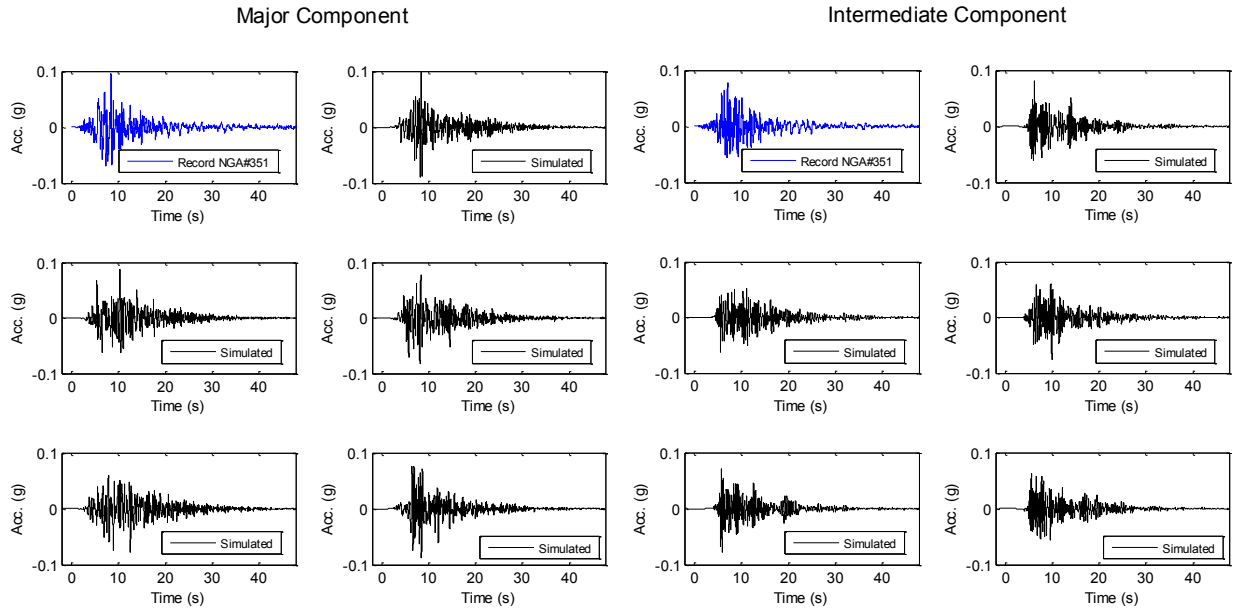 Major Component
Intermediate Component
0.1
0
-0.1
Acc. (g)
Record NGA#351
0 10 20 30 40
Time (s)
0.1
0
-0.1
Acc. (g)
Simulated
0 10 20 30 40
Time (s)
0.1
0
-0.1
Acc. (g)
Record NGA#351
0 10 20 30 40
Time (s)
0.1
0
-0.1
Acc. (g)
Simulated
0 10 20 30 40
Time (s)
0.1
0
-0.1
Acc. (g)
Simulated
0 10 20 30 40
Time (s)
0.1
0
-0.1
Acc. (g)
Simulated
0 10 20 30 40
Time (s)
0.1
0
-0.1
Acc. (g)
Simulated
0 10 20 30 40
Time (s)
0.1
0
-0.1
Acc. (g)
Simulated
0 10 20 30 40
Time (s)
0.1
0
-0.1
Acc. (g)
Simulated
0 10 20 30 40
Time (s)
0.1
0
-0.1
Acc. (g)
Simulated
0 10 20 30 40
Time (s)
0.1
0
-0.1
Acc. (g)
Simulated
0 10 20 30 40
Time (s)
0.1
0
-0.1
Acc. (g)
Simulated
0 10 20 30 40
Time (s)